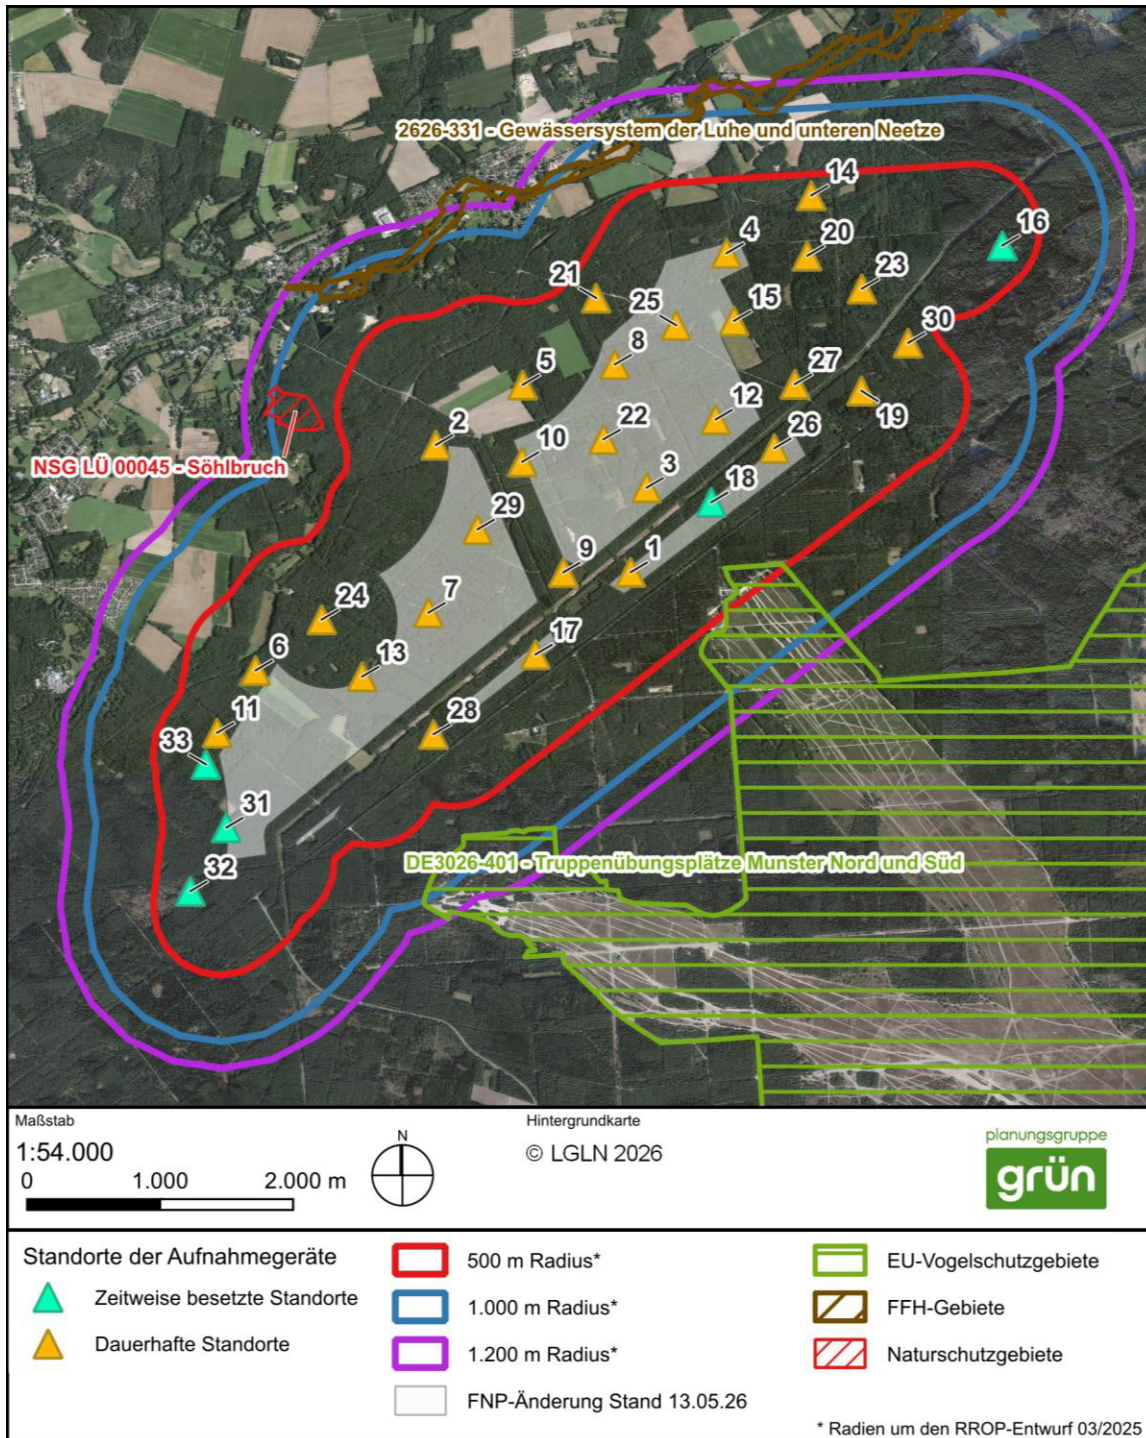 2626-331 - Gewässersystem der Luhe und unteren Neetze
14
4
20
16
21
23
25
15
30
8
5
27
12
19
2
22
26
10
NSG LÜ 00045 - Söhlbruch
3
18
29
9
1
24
7
17
6
13
11
28
33
31
DE3026-401 - Truppenübungsplätze Munster Nord und Süd
32
Maßstab
1:54.000
0 1.000 2.000 m
N
Hintergrundkarte
© LGLN 2026
planungsgruppe
grün
Standorte der Aufnahmegeräte
Zeitweise besetzte Standorte
Dauerhafte Standorte
500 m Radius*
1.000 m Radius*
1.200 m Radius*
FNP-Änderung Stand 13.05.26
EU-Vogelschutzgebiete
FFH-Gebiete
Naturschutzgebiete
* Radien um den RROP-Entwurf 03/2025